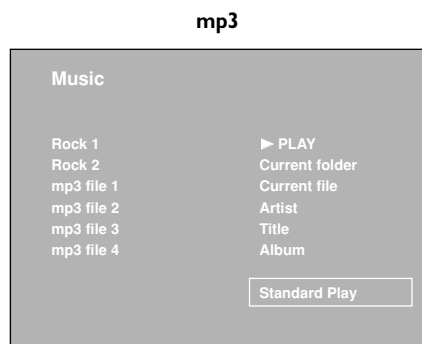 mp3
Music
Rock 1
Rock 2
mp3 file 1
mp3 file 2
mp3 file 3
mp3 file 4
► PLAY
Current folder
Current file
Artist
Title
Album
Standard Play